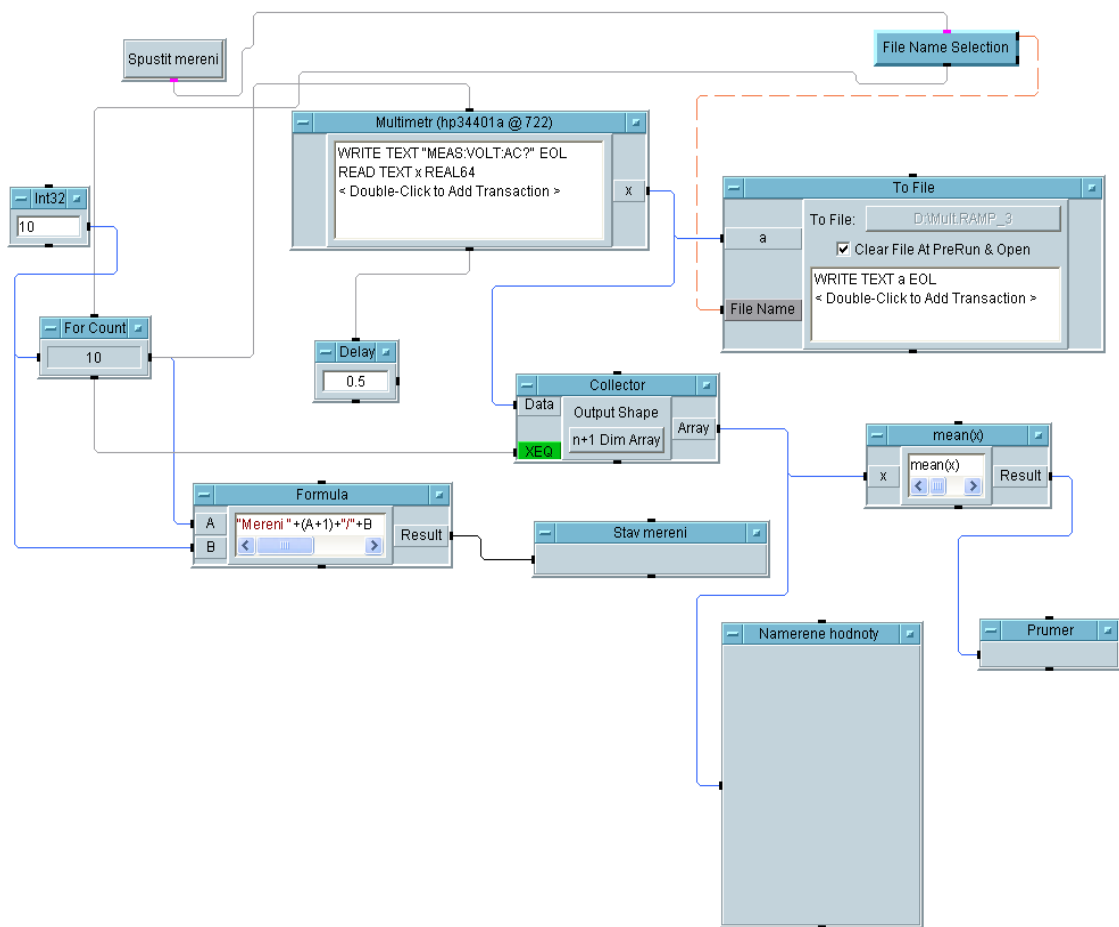 Spustit mereni
File Name Selection
Multimetr (hp34401a @ 722)
WRITE TEXT "MEAS:VOLT:AC?" EOL
READ TEXT x REAL64
< Double-Click to Add Transaction >
x
Int32
10
To File
To File:
D:\Mult.RAMP_3
a
Clear File At PreRun & Open
WRITE TEXT a EOL
< Double-Click to Add Transaction >
File Name
For Count
10
Delay
0.5
Collector
Data
Output Shape
n+1 Dim Array
Array
XEQ
mean(x)
x
mean(x)
Result
Formula
A
"Mereni "+(A+1)+"/"+B
B
Result
Stav mereni
Namerene hodnoty
Prumer